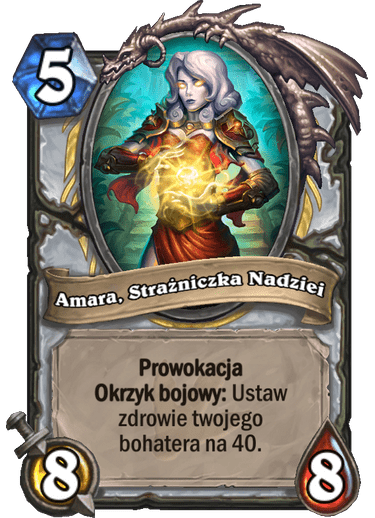 5
Amara, Strażniczka Nadziei
Prowokacja
Okrzyk bojowy: Ustaw
zdrowie twojego
bohatera na 40.
8
8